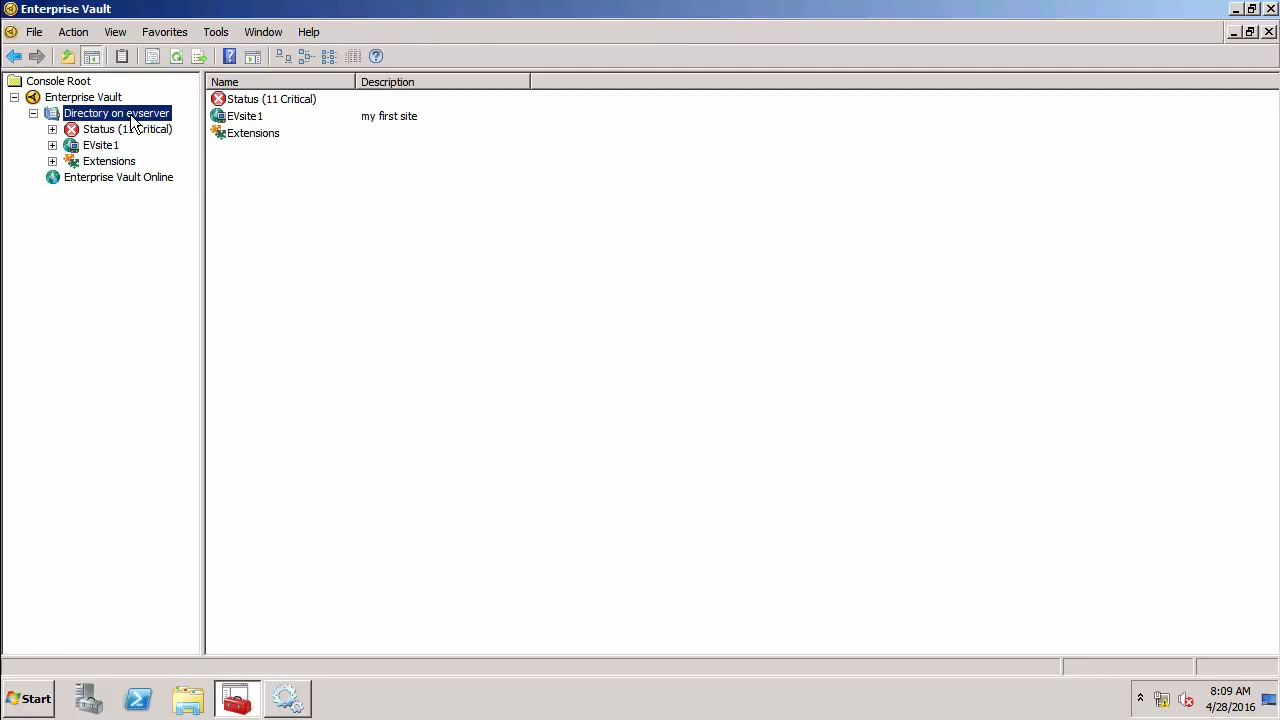 Enterprise Vault
File Action View Favorites Tools Window Help
Console Root
Enterprise Vault
Directory on evserver
Status (11 Critical)
EVsite1
Extensions
Enterprise Vault Online
Name Description
Status (11 Critical)
EVsite1 my first site
Extensions
Start
8:09 AM
4/28/2016